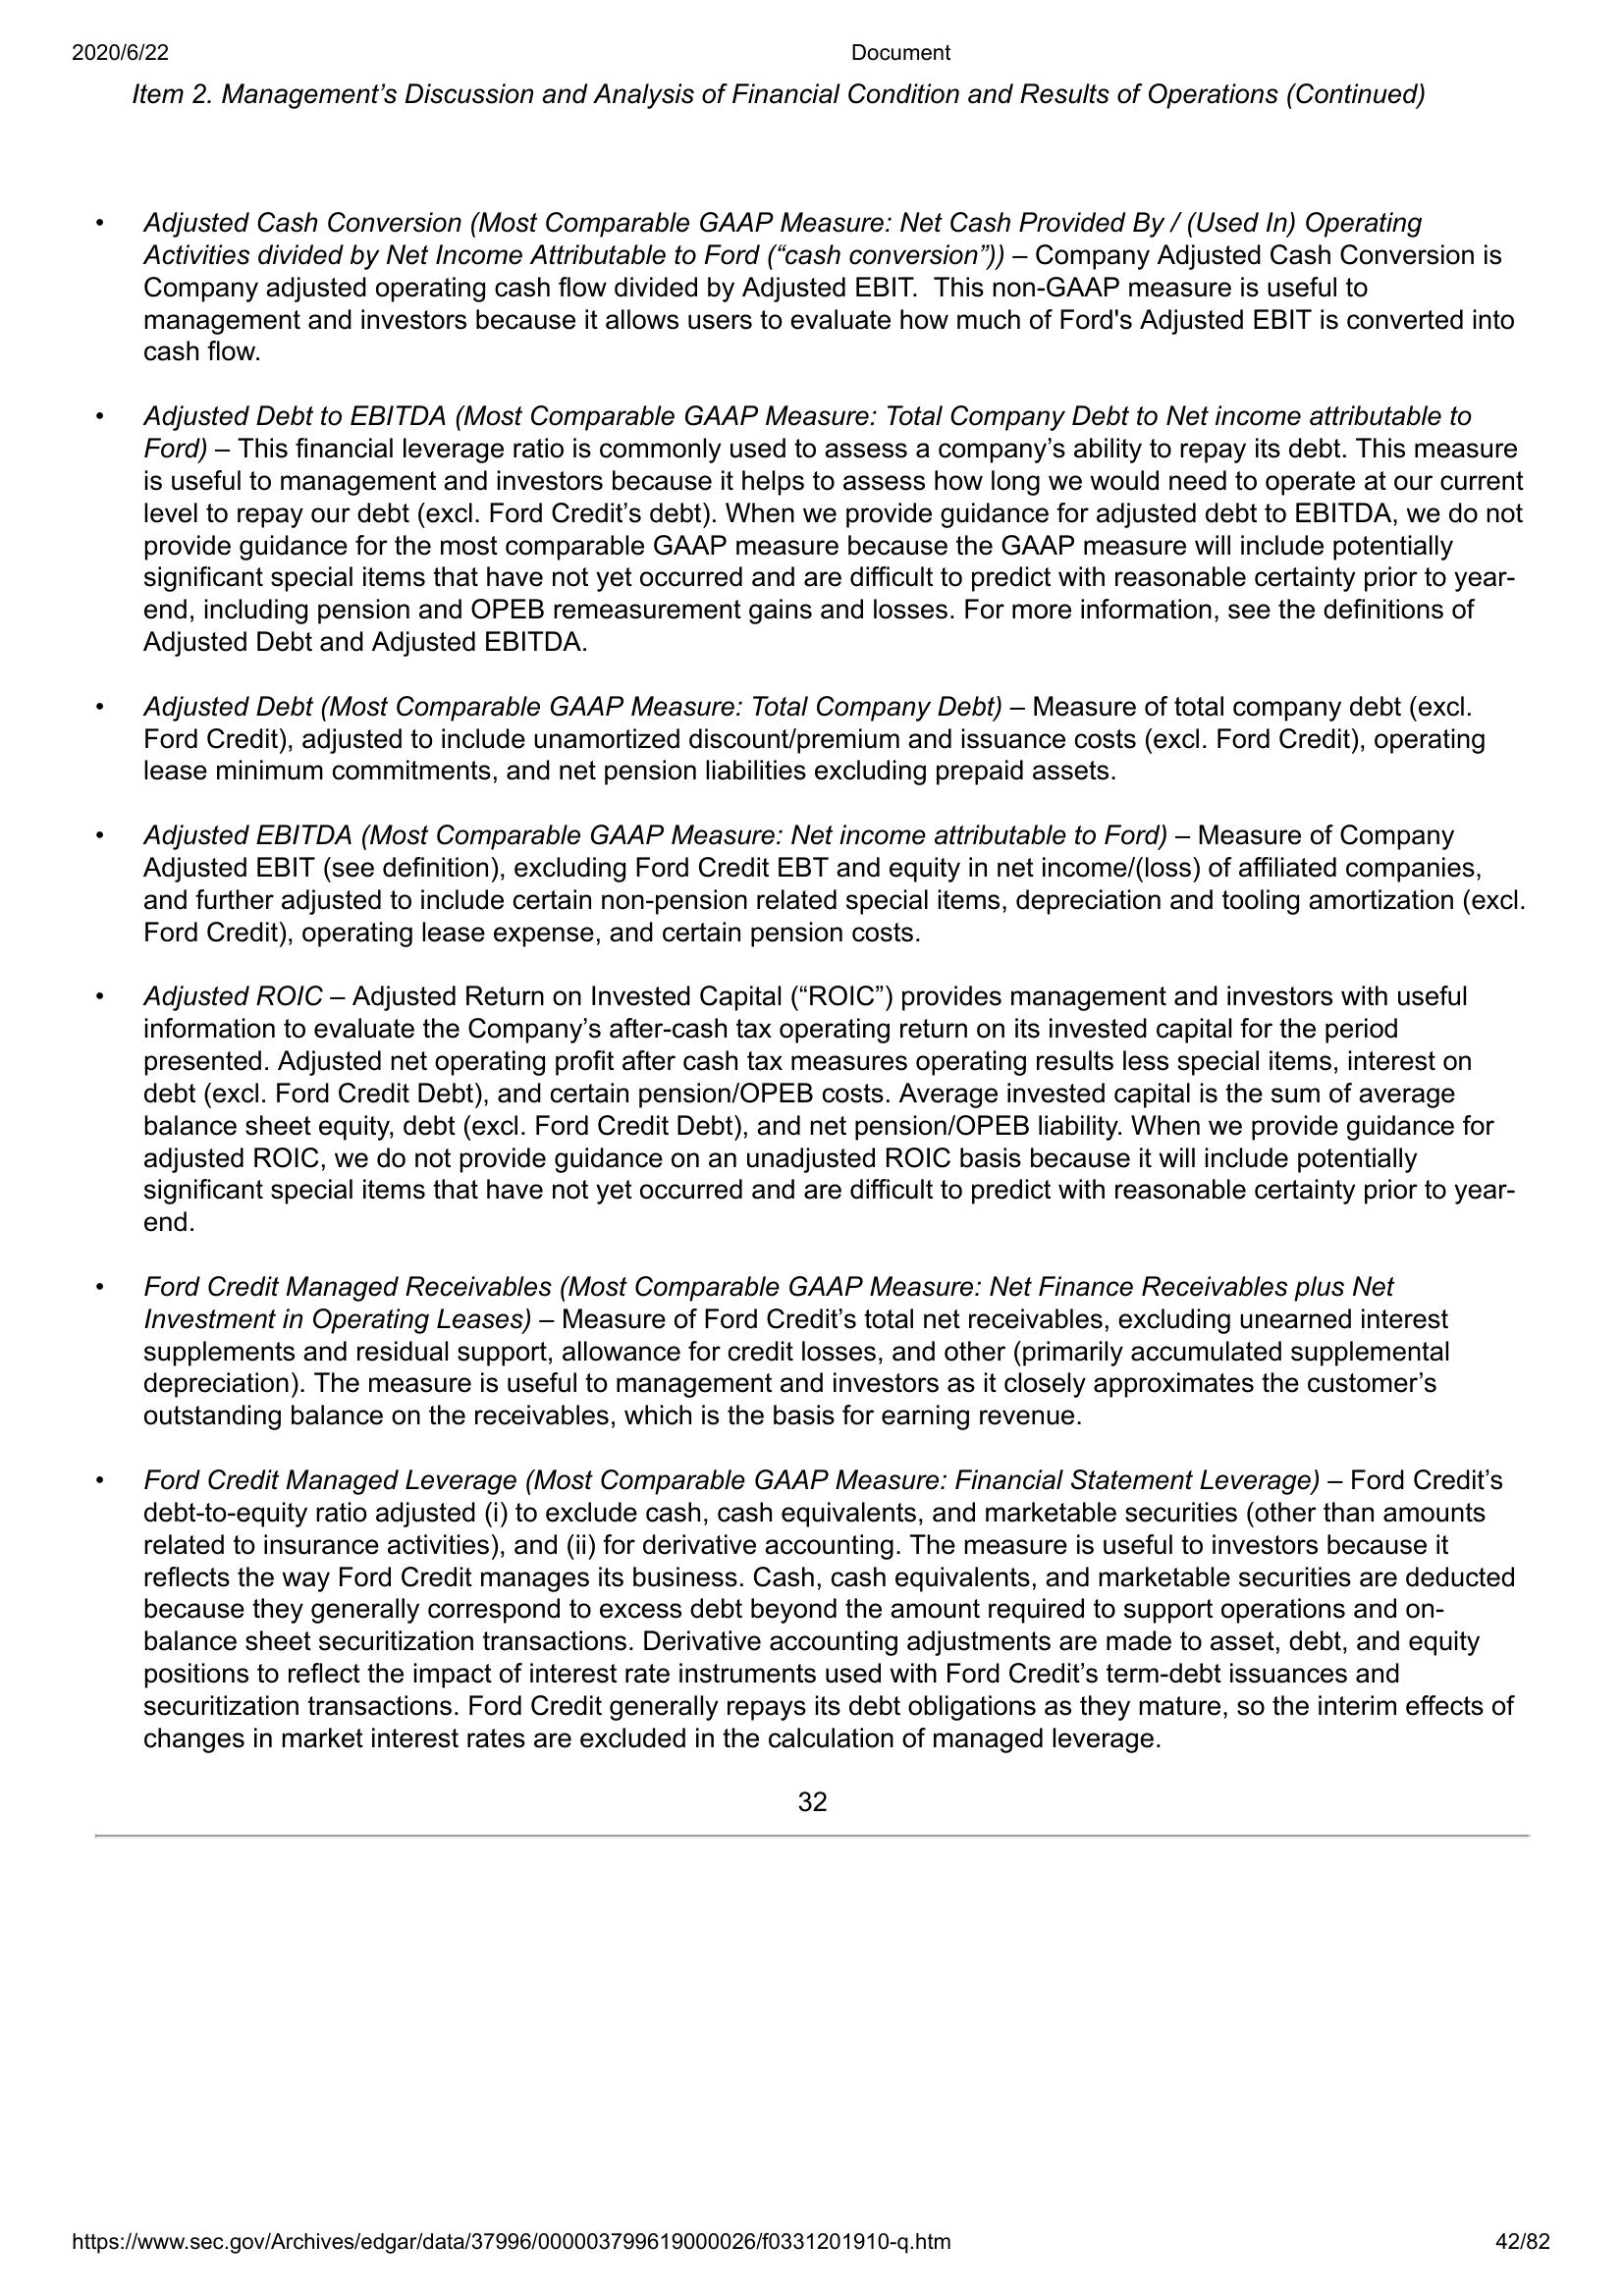 2020/6/22
Document
Item 2. Management’s Discussion and Analysis of Financial Condition and Results of Operations (Continued)
• Adjusted Cash Conversion (Most Comparable GAAP Measure: Net Cash Provided By / (Used In) Operating
Activities divided by Net Income Attributable to Ford (“cash conversion”)) – Company Adjusted Cash Conversion is
Company adjusted operating cash flow divided by Adjusted EBIT.  This non-GAAP measure is useful to
management and investors because it allows users to evaluate how much of Ford's Adjusted EBIT is converted into
cash flow.
• Adjusted Debt to EBITDA (Most Comparable GAAP Measure: Total Company Debt to Net income attributable to
Ford) – This financial leverage ratio is commonly used to assess a company’s ability to repay its debt. This measure
is useful to management and investors because it helps to assess how long we would need to operate at our current
level to repay our debt (excl. Ford Credit’s debt). When we provide guidance for adjusted debt to EBITDA, we do not
provide guidance for the most comparable GAAP measure because the GAAP measure will include potentially
significant special items that have not yet occurred and are difficult to predict with reasonable certainty prior to year-
end, including pension and OPEB remeasurement gains and losses. For more information, see the definitions of
Adjusted Debt and Adjusted EBITDA.
• Adjusted Debt (Most Comparable GAAP Measure: Total Company Debt) – Measure of total company debt (excl.
Ford Credit), adjusted to include unamortized discount/premium and issuance costs (excl. Ford Credit), operating
lease minimum commitments, and net pension liabilities excluding prepaid assets.
• Adjusted EBITDA (Most Comparable GAAP Measure: Net income attributable to Ford) – Measure of Company
Adjusted EBIT (see definition), excluding Ford Credit EBT and equity in net income/(loss) of affiliated companies,
and further adjusted to include certain non-pension related special items, depreciation and tooling amortization (excl.
Ford Credit), operating lease expense, and certain pension costs.
• Adjusted ROIC – Adjusted Return on Invested Capital (“ROIC”) provides management and investors with useful
information to evaluate the Company’s after-cash tax operating return on its invested capital for the period
presented. Adjusted net operating profit after cash tax measures operating results less special items, interest on
debt (excl. Ford Credit Debt), and certain pension/OPEB costs. Average invested capital is the sum of average
balance sheet equity, debt (excl. Ford Credit Debt), and net pension/OPEB liability. When we provide guidance for
adjusted ROIC, we do not provide guidance on an unadjusted ROIC basis because it will include potentially
significant special items that have not yet occurred and are difficult to predict with reasonable certainty prior to year-
end.
• Ford Credit Managed Receivables (Most Comparable GAAP Measure: Net Finance Receivables plus Net
Investment in Operating Leases) – Measure of Ford Credit’s total net receivables, excluding unearned interest
supplements and residual support, allowance for credit losses, and other (primarily accumulated supplemental
depreciation). The measure is useful to management and investors as it closely approximates the customer’s
outstanding balance on the receivables, which is the basis for earning revenue.
• Ford Credit Managed Leverage (Most Comparable GAAP Measure: Financial Statement Leverage) – Ford Credit’s
debt-to-equity ratio adjusted (i) to exclude cash, cash equivalents, and marketable securities (other than amounts
related to insurance activities), and (ii) for derivative accounting. The measure is useful to investors because it
reflects the way Ford Credit manages its business. Cash, cash equivalents, and marketable securities are deducted
because they generally correspond to excess debt beyond the amount required to support operations and on-
balance sheet securitization transactions. Derivative accounting adjustments are made to asset, debt, and equity
positions to reflect the impact of interest rate instruments used with Ford Credit’s term-debt issuances and
securitization transactions. Ford Credit generally repays its debt obligations as they mature, so the interim effects of
changes in market interest rates are excluded in the calculation of managed leverage.
32
https://www.sec.gov/Archives/edgar/data/37996/000003799619000026/f0331201910-q.htm
42/82